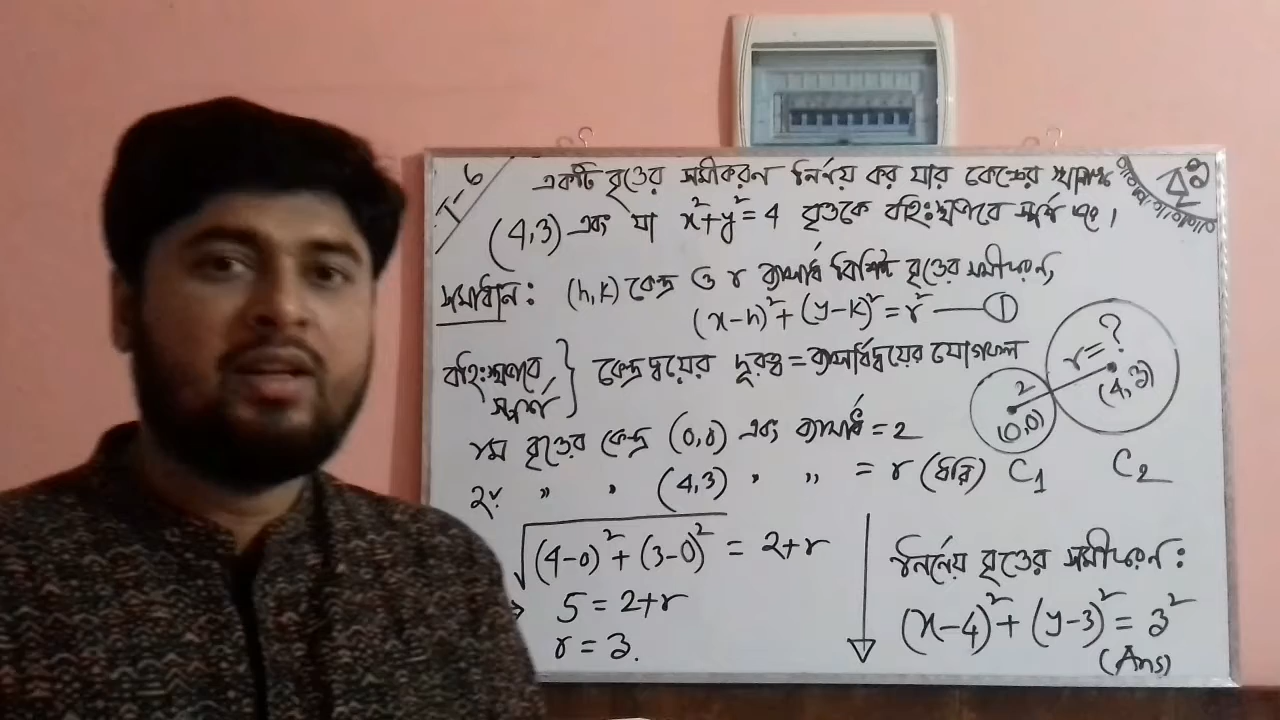 T-6
একটি বৃত্তের সমীকরণ নির্ণয় কর যার কেন্দ্রের স্থানাঙ্ক
(4,3) এবং যা x²+y²=4 বৃত্তকে বহিঃস্থভাবে স্পর্শ করে।
সমাধান: (h,k) কেন্দ্র ও r ব্যাসার্ধ বিশিষ্ট বৃত্তের সমীকরণ,
(x-h)²+(y-k)²=r² — ①
বহিঃস্থভাবে স্পর্শ } কেন্দ্রদ্বয়ের দূরত্ব = ব্যাসার্ধদ্বয়ের যোগফল
১ম বৃত্তের কেন্দ্র (0,0) এবং ব্যাসার্ধ = 2
২য় " " (4,3) " " = r (ধরি)
√(4-0)²+(3-0)² = 2+r
⇒ 5 = 2+r
r = 3.
2
r=?
(0,0)
(4,3)
C₁ C₂
নির্ণেয় বৃত্তের সমীকরণ:
(x-4)²+(y-3)²=3²
(Ans)